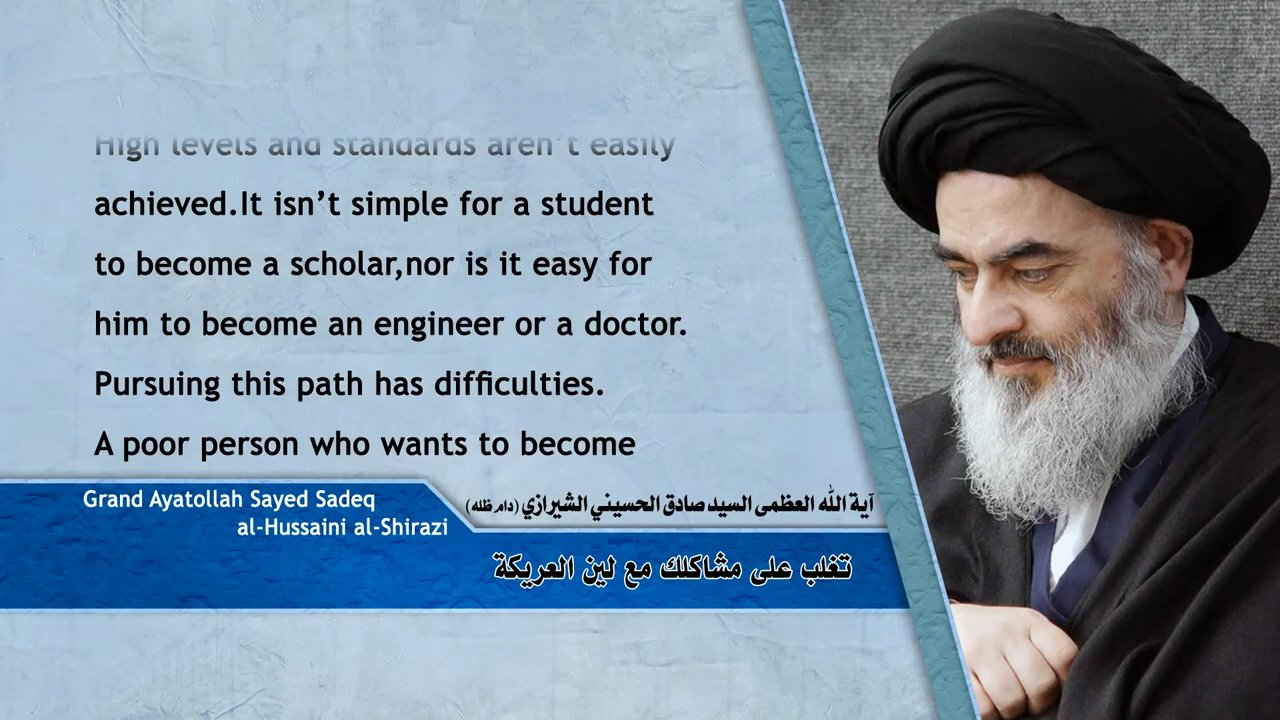 High levels and standards aren't easily
achieved.It isn’t simple for a student
to become a scholar,nor is it easy for
him to become an engineer or a doctor.
Pursuing this path has difficulties.
A poor person who wants to become
Grand Ayatollah Sayed Sadeq
al-Hussaini al-Shirazi
آية الله العظمى السيد صادق الحسيني الشيرازي (دام ظله)
تغلب على مشاكلك مع لين العريكة